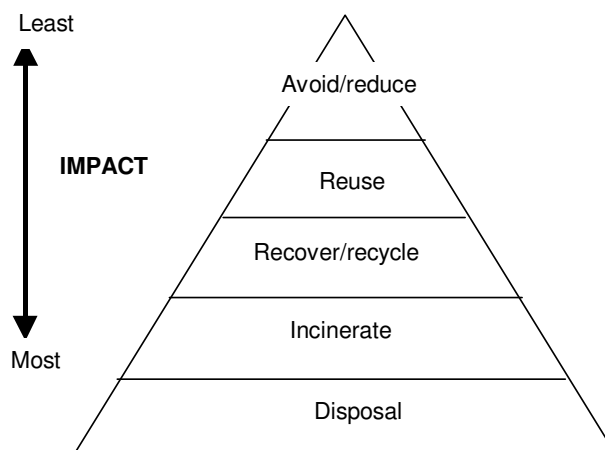 Least
Avoid/reduce
IMPACT
Reuse
Recover/recycle
Incinerate
Most
Disposal